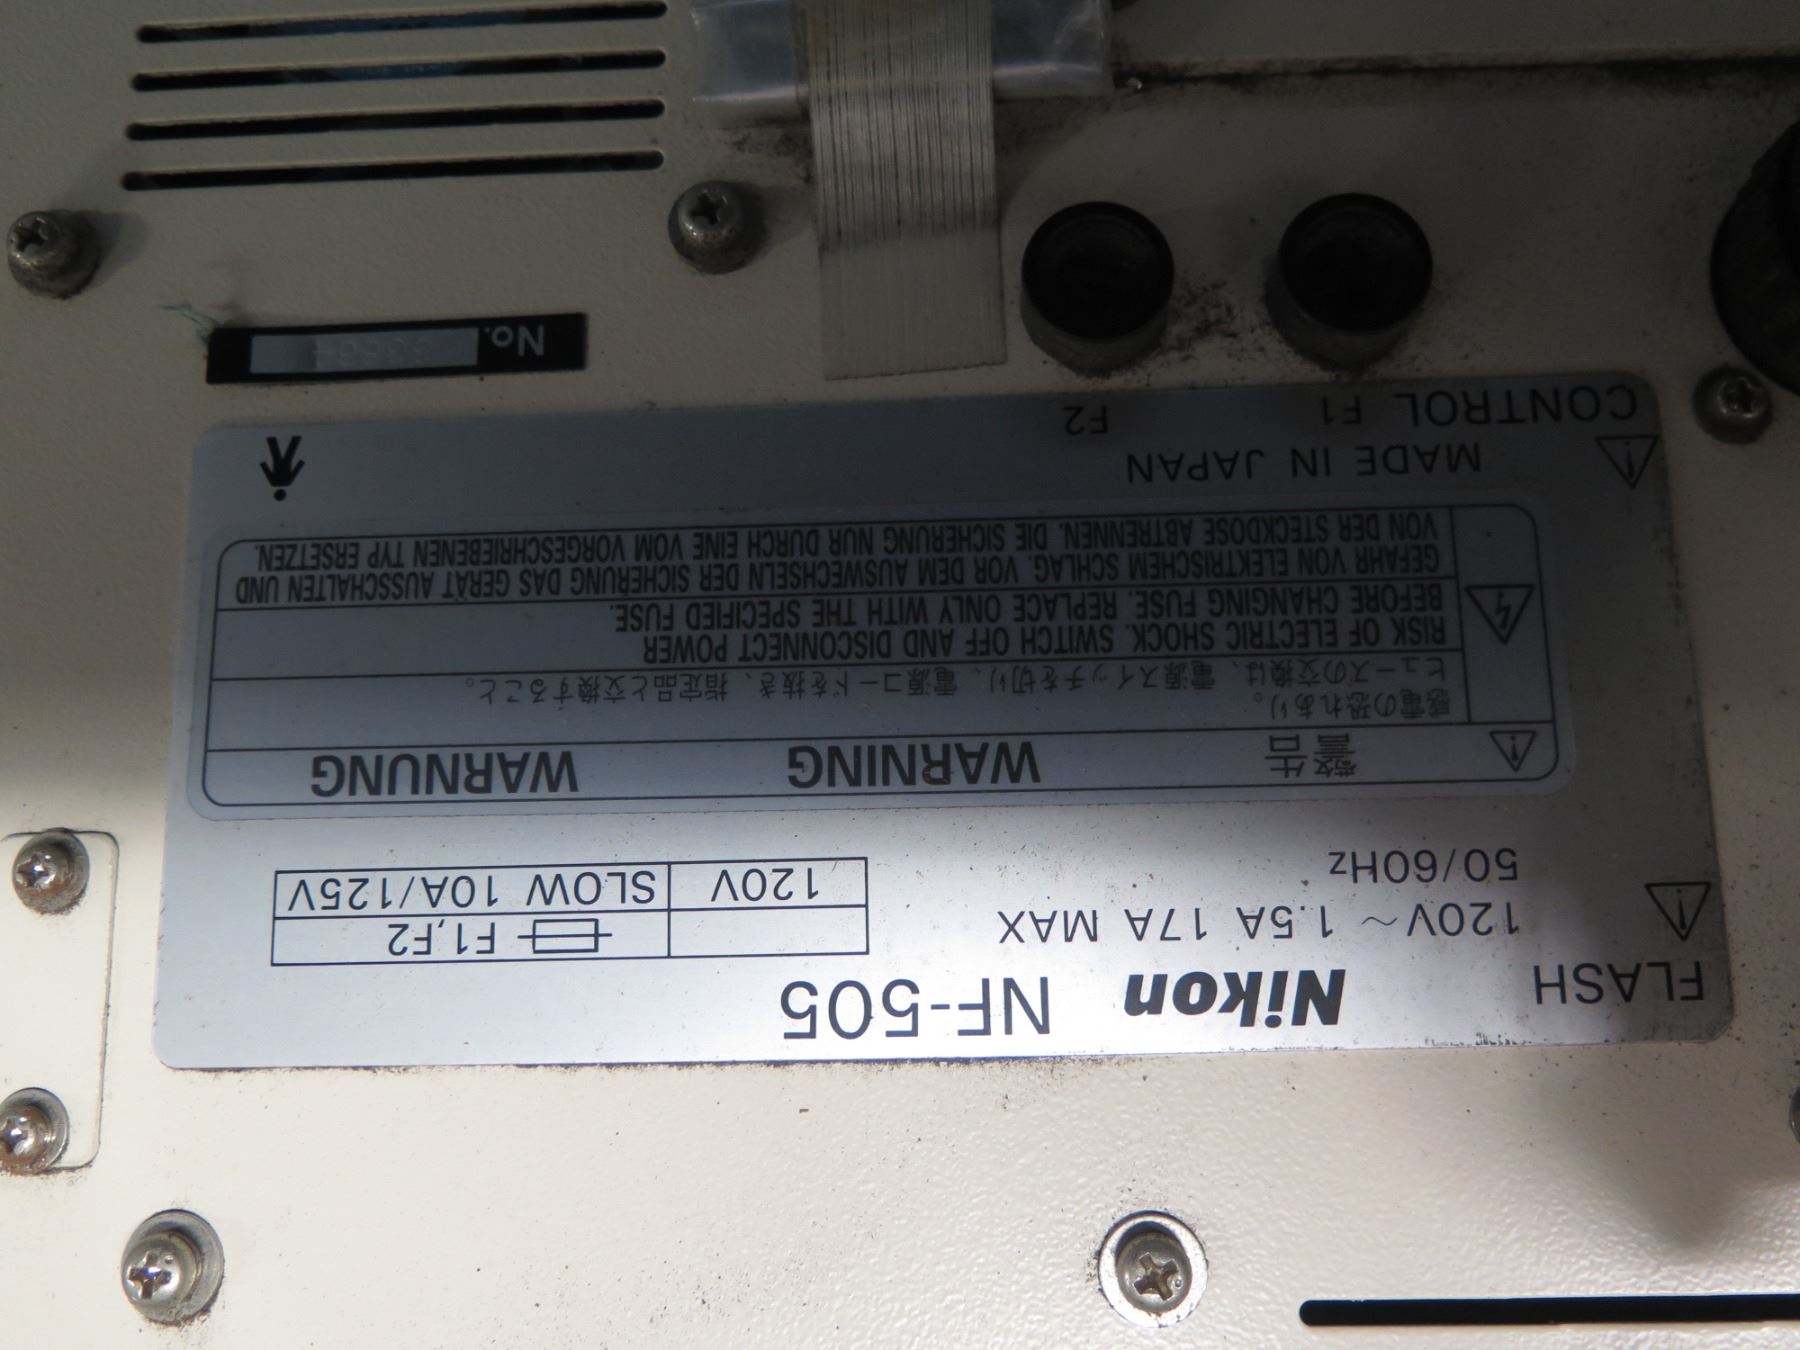 FLASH
Nikon NF-505
120V～ 1.5A 17A MAX
50/60Hz
F1,F2
120V SLOW 10A/125V
警告 WARNING WARNUNG
感電の恐れあり。
ヒューズの交換は、電源スイッチを切り、電源コードを抜き、指定品と交換すること。
RISK OF ELECTRIC SHOCK. SWITCH OFF AND DISCONNECT POWER
BEFORE CHANGING FUSE. REPLACE ONLY WITH THE SPECIFIED FUSE.
GEFAHR VON ELEKTRISCHEM SCHLAG. VOR DEM AUSWECHSELN DER SICHERUNG DAS GERÄT AUSSCHALTEN UND
VON DER STECKDOSE ABTRENNEN. DIE SICHERUNG NUR DURCH EINE VOM VORGESCHRIEBENEN TYP ERSETZEN.
MADE IN JAPAN
CONTROL F1 F2
No.